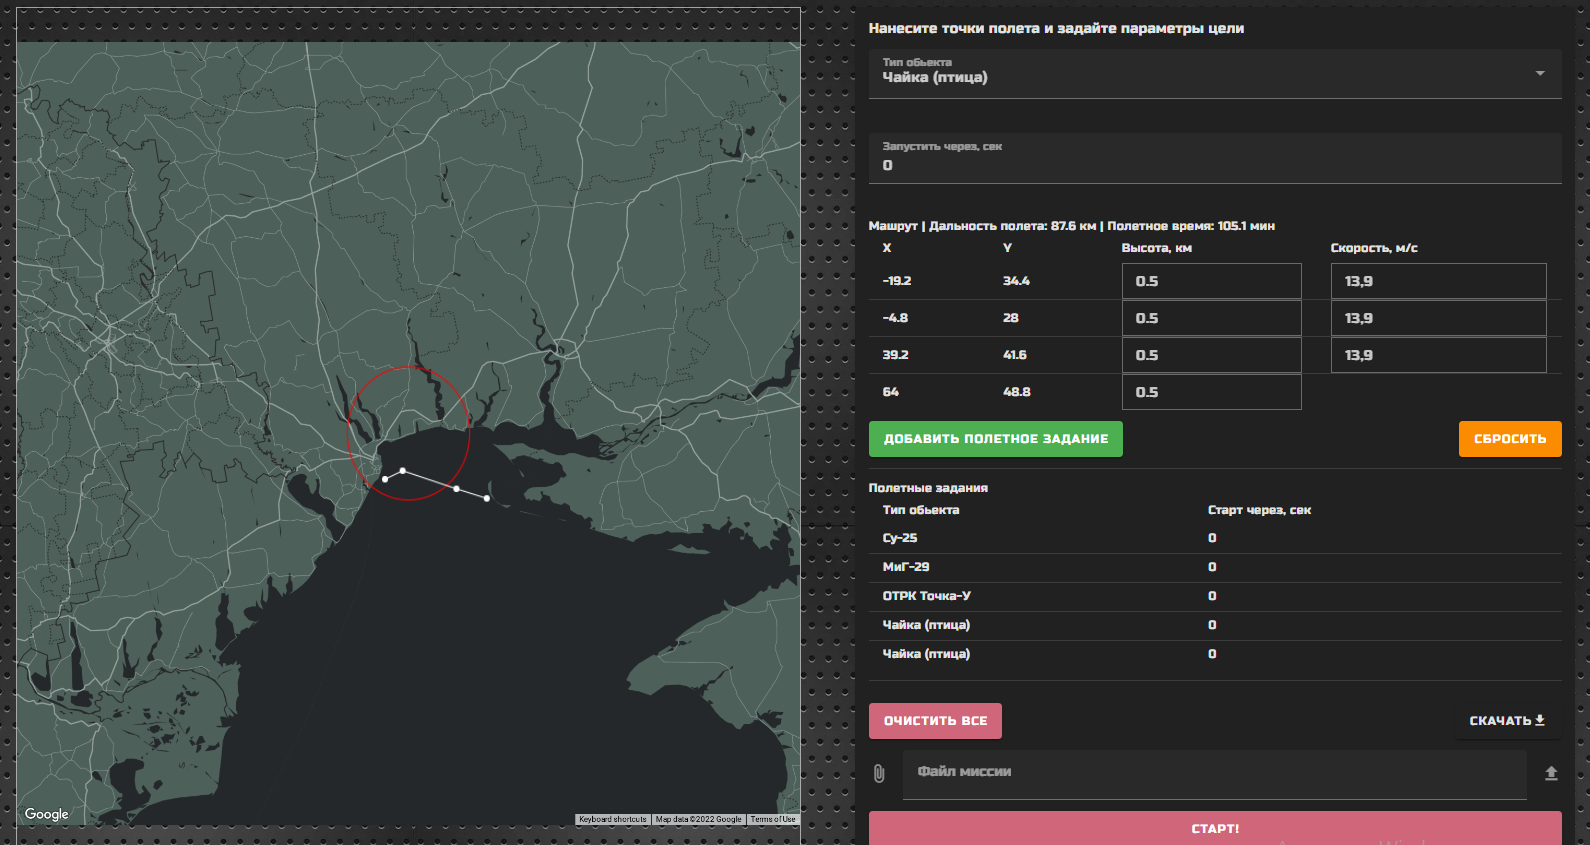 Нанесите точки полета и задайте параметры цели
Тип обьекта
Чайка (птица)
Запустить через, сек
0
Машрут | Дальность полета: 87.6 км | Полетное время: 105.1 мин
X Y Высота, км Скорость, м/с
-19.2 34.4 0.5 13,9
-4.8 28 0.5 13,9
39.2 41.6 0.5 13,9
64 48.8 0.5
ДОБАВИТЬ ПОЛЕТНОЕ ЗАДАНИЕ СБРОСИТЬ
Полетные задания
Тип обьекта Старт через, сек
Су-25 0
МиГ-29 0
ОТРК Точка-У 0
Чайка (птица) 0
Чайка (птица) 0
ОЧИСТИТЬ ВСЕ СКАЧАТЬ
Файл миссии
СТАРТ!
Google
Keyboard shortcuts Map data ©2022 Google Terms of Use